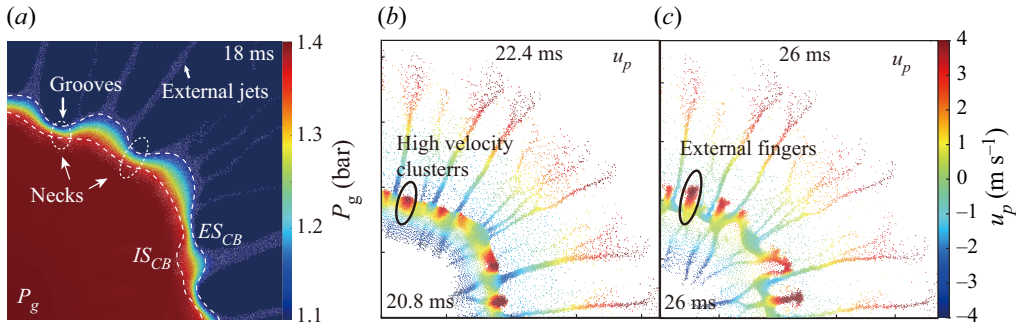 (a)
18 ms
Grooves
External jets
Necks
ES_CB
IS_CB
P_g
1.4
1.3
1.2
1.1
P_g (bar)
(b)
22.4 ms
u_p
High velocity
clusterrs
20.8 ms
(c)
26 ms
u_p
External fingers
26 ms
4
3
2
1
0
−1
−2
−3
−4
u_p (m s⁻¹)